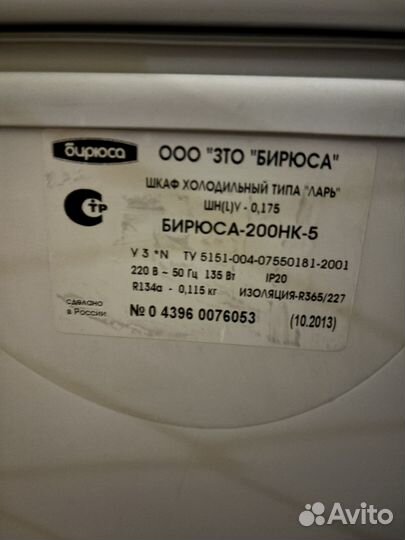 бирюса
ООО "ЗТО "БИРЮСА"
ШКАФ ХОЛОДИЛЬНЫЙ ТИПА "ЛАРЬ"
ШН(L)V - 0,175
БИРЮСА-200НК-5
СТР
V 3 *N TУ 5151-004-07550181-2001
220 В ~ 50 Гц 135 Вт IP20
R134a - 0,115 кг ИЗОЛЯЦИЯ-R365/227
сделано
в России
№ 0 4396 0076053 (10.2013)
Avito